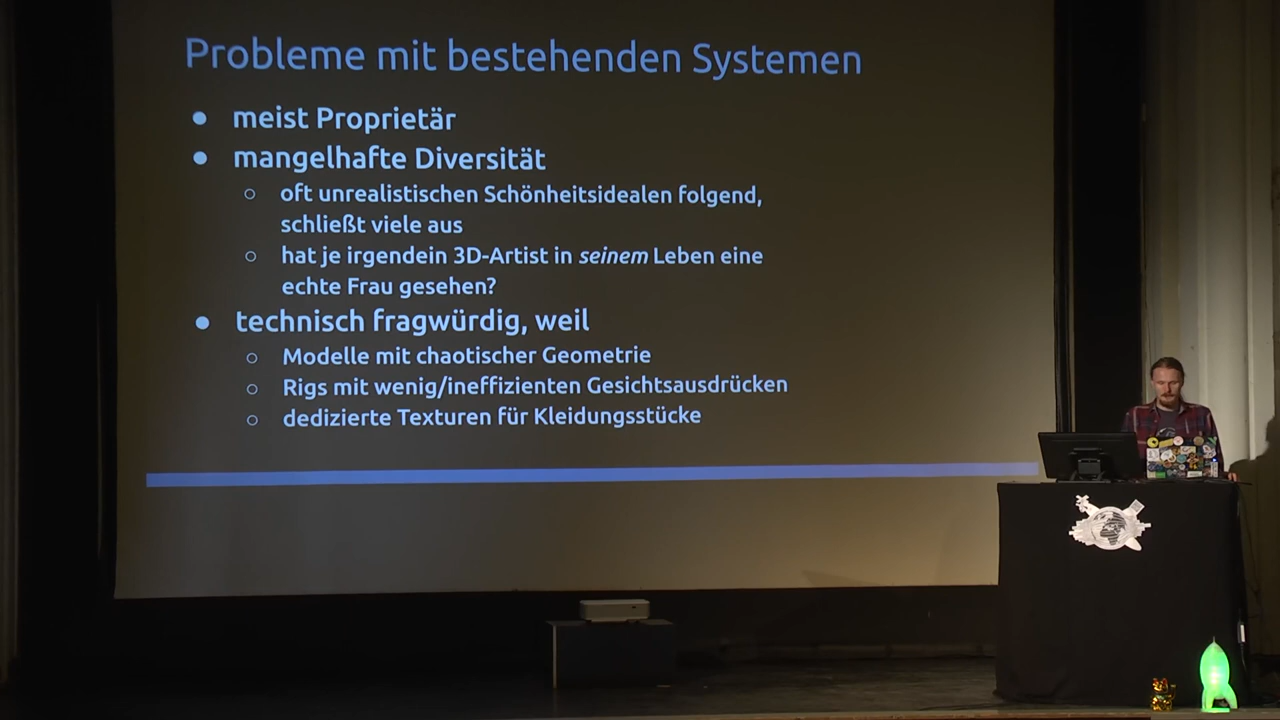 Probleme mit bestehenden Systemen
● meist Proprietär
● mangelhafte Diversität
○ oft unrealistischen Schönheitsidealen folgend,
schließt viele aus
○ hat je irgendein 3D-Artist in seinem Leben eine
echte Frau gesehen?
● technisch fragwürdig, weil
○ Modelle mit chaotischer Geometrie
○ Rigs mit wenig/ineffizienten Gesichtsausdrücken
○ dedizierte Texturen für Kleidungsstücke